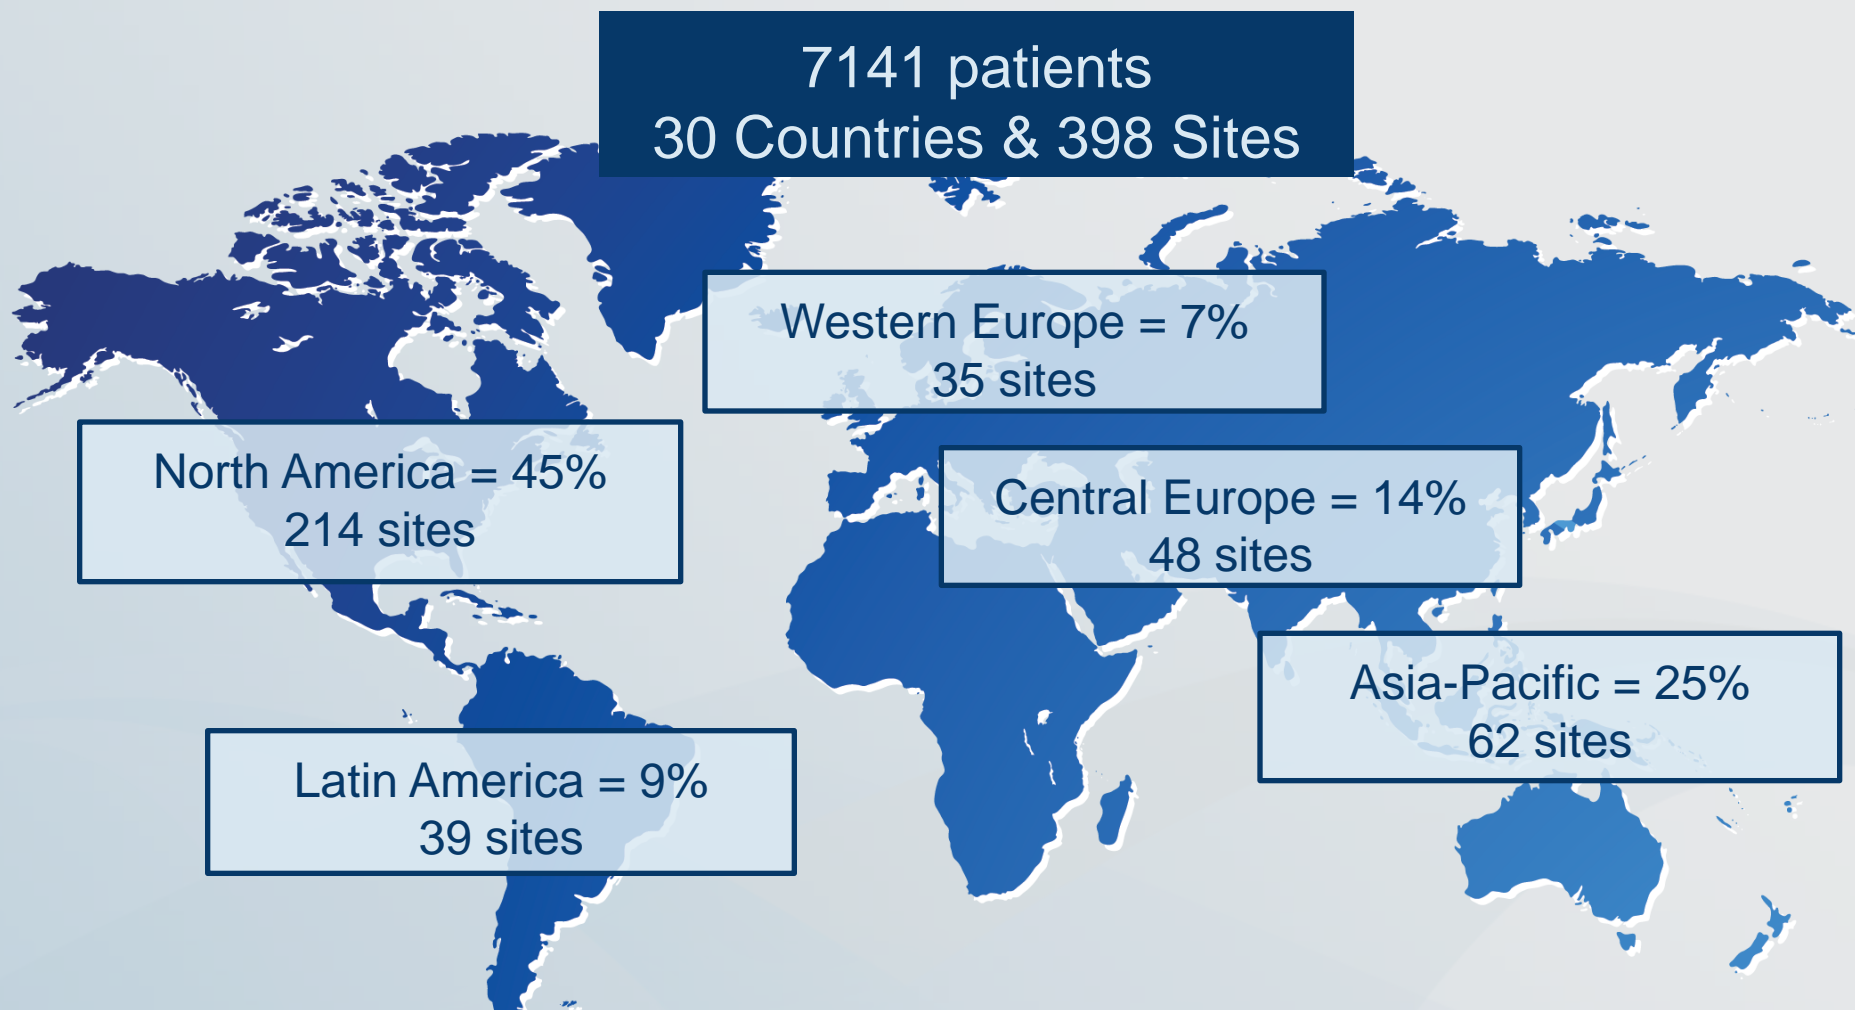 7141 patients
30 Countries & 398 Sites
Western Europe = 7%
35 sites
North America = 45%
214 sites
Central Europe = 14%
48 sites
Asia-Pacific = 25%
62 sites
Latin America = 9%
39 sites